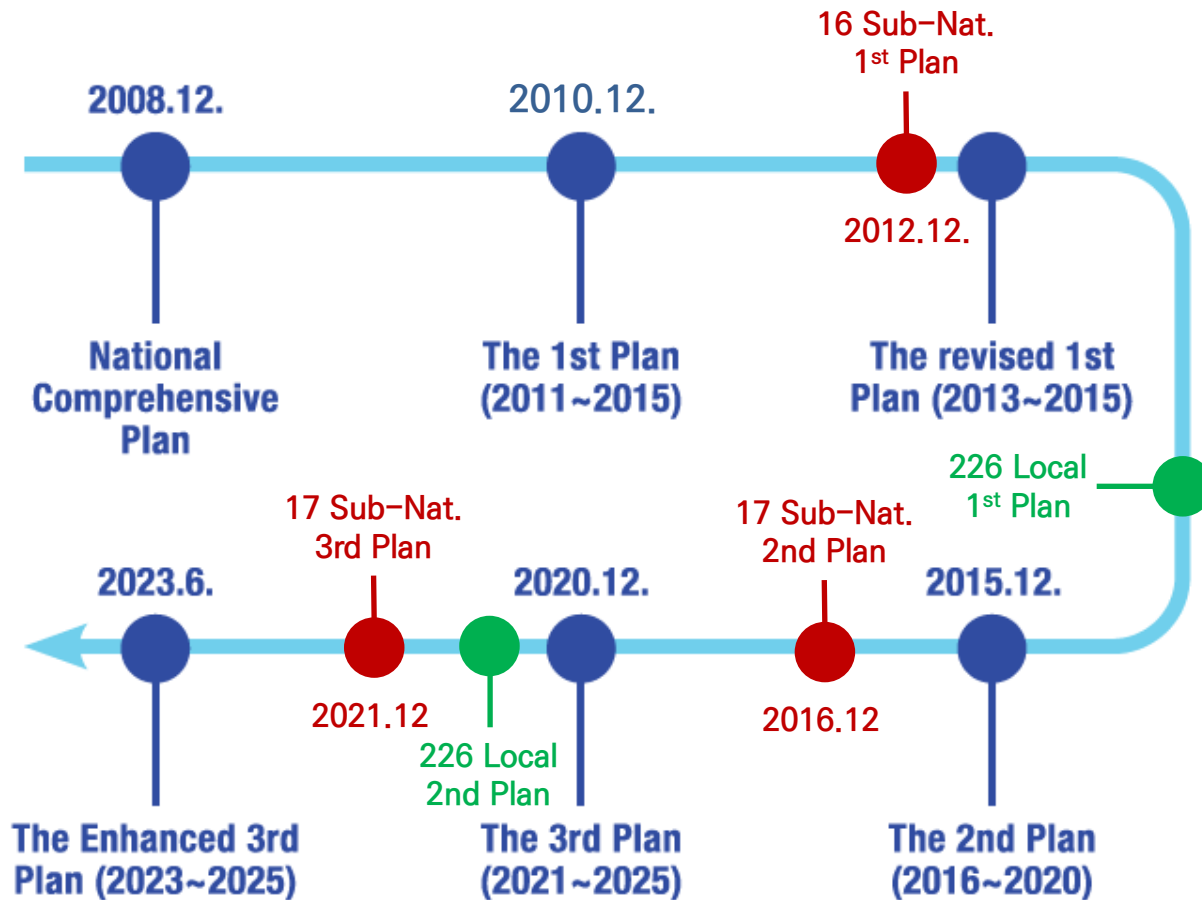 16 Sub-Nat.
1st Plan
2008.12.
2010.12.
2012.12.
National
Comprehensive
Plan
The 1st Plan
(2011~2015)
The revised 1st
Plan (2013~2015)
226 Local
1st Plan
17 Sub-Nat.
3rd Plan
17 Sub-Nat.
2nd Plan
2023.6.
2020.12.
2015.12.
2021.12
2016.12
226 Local
2nd Plan
The Enhanced 3rd
Plan (2023~2025)
The 3rd Plan
(2021~2025)
The 2nd Plan
(2016~2020)